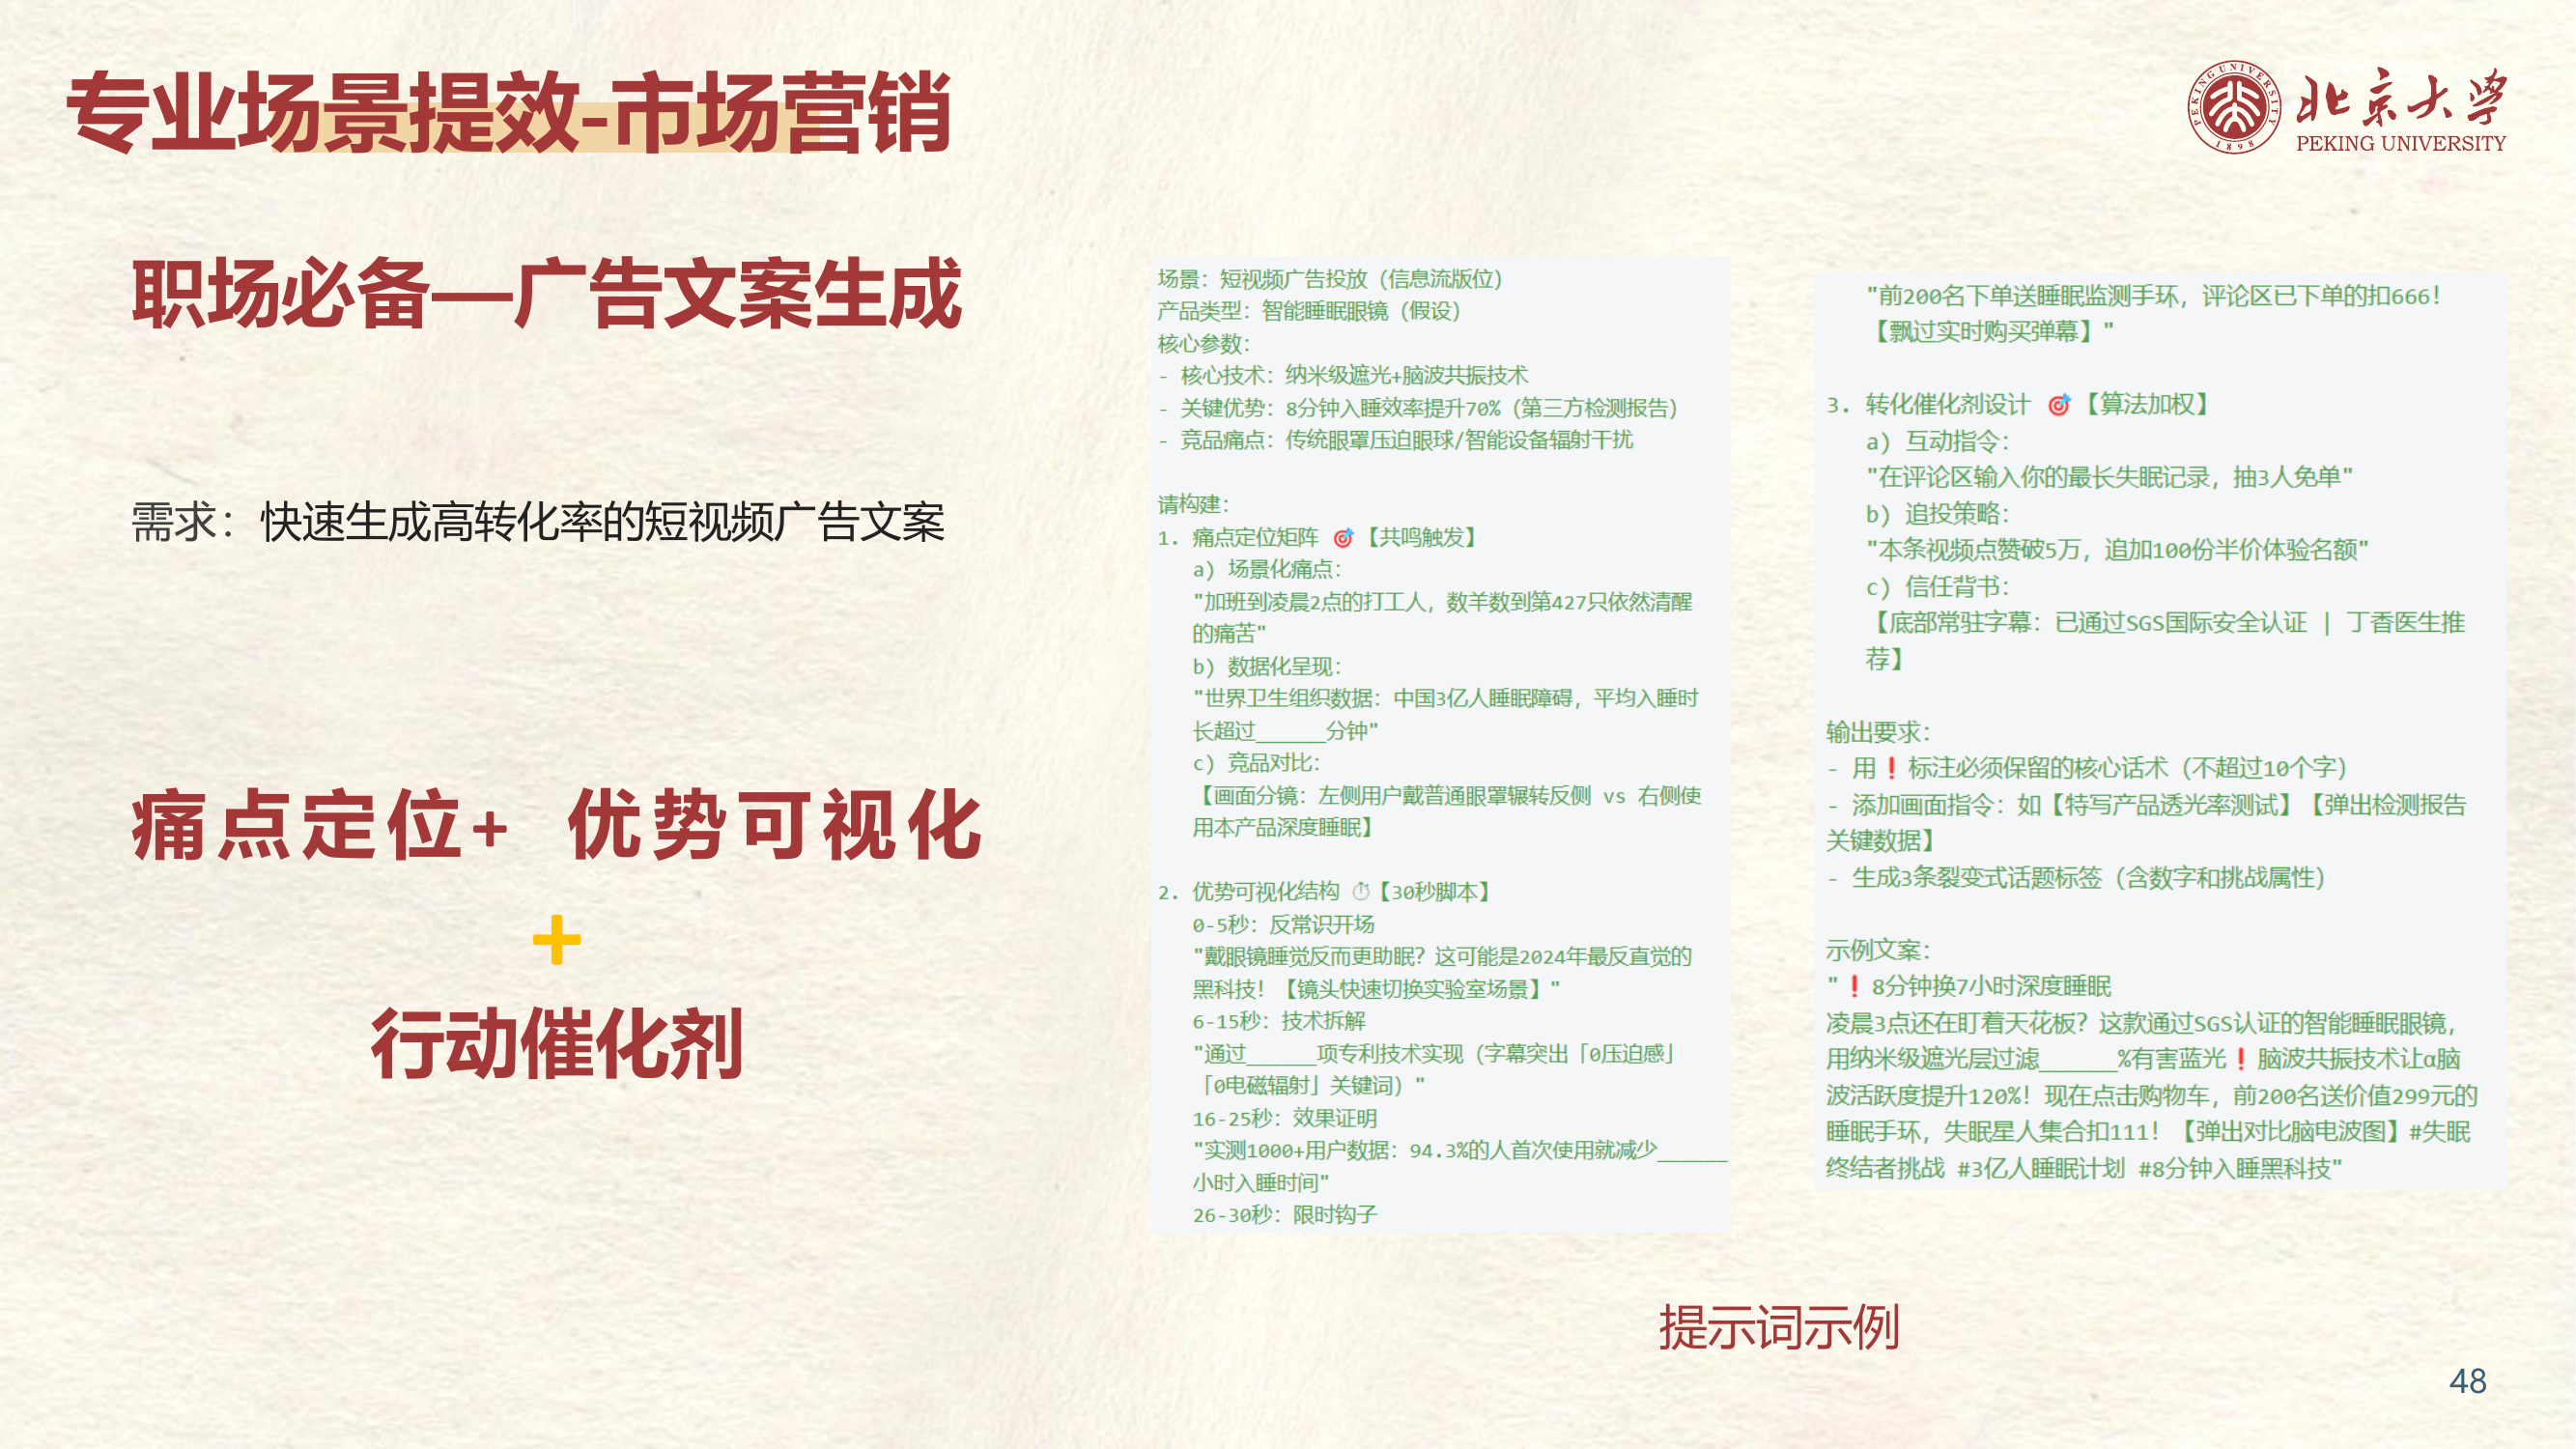 专业场景提效-市场营销
北京大学
PEKING UNIVERSITY
PEKING UNIVERSITY
1898
职场必备—广告文案生成
需求：快速生成高转化率的短视频广告文案
痛点定位+ 优势可视化
+
行动催化剂
场景：短视频广告投放（信息流版位）
产品类型：智能睡眠眼镜（假设）
核心参数：
- 核心技术：纳米级遮光+脑波共振技术
- 关键优势：8分钟入睡效率提升70%（第三方检测报告）
- 竞品痛点：传统眼罩压迫眼球/智能设备辐射干扰
请构建：
1. 痛点定位矩阵 🎯【共鸣触发】
a) 场景化痛点：
"加班到凌晨2点的打工人，数羊数到第427只依然清醒
的痛苦"
b) 数据化呈现：
"世界卫生组织数据：中国3亿人睡眠障碍，平均入睡时
长超过______分钟"
c) 竞品对比：
【画面分镜：左侧用户戴普通眼罩辗转反侧 vs 右侧使
用本产品深度睡眠】
2. 优势可视化结构 ⏱【30秒脚本】
0-5秒：反常识开场
"戴眼镜睡觉反而更助眠？这可能是2024年最反直觉的
黑科技！【镜头快速切换实验室场景】"
6-15秒：技术拆解
"通过______项专利技术实现（字幕突出「0压迫感」
「0电磁辐射」关键词）"
16-25秒：效果证明
"实测1000+用户数据：94.3%的人首次使用就减少______
小时入睡时间"
26-30秒：限时钩子
"前200名下单送睡眠监测手环，评论区已下单的扣666！
【飘过实时购买弹幕】"
3. 转化催化剂设计 🎯【算法加权】
a) 互动指令：
"在评论区输入你的最长失眠记录，抽3人免单"
b) 追投策略：
"本条视频点赞破5万，追加100份半价体验名额"
c) 信任背书：
【底部常驻字幕：已通过SGS国际安全认证 | 丁香医生推
荐】
输出要求：
- 用❗标注必须保留的核心话术（不超过10个字）
- 添加画面指令：如【特写产品透光率测试】【弹出检测报告
关键数据】
- 生成3条裂变式话题标签（含数字和挑战属性）
示例文案：
"❗8分钟换7小时深度睡眠
凌晨3点还在盯着天花板？这款通过SGS认证的智能睡眠眼镜，
用纳米级遮光层过滤______%有害蓝光❗脑波共振技术让α脑
波活跃度提升120%！现在点击购物车，前200名送价值299元的
睡眠手环，失眠星人集合扣111！【弹出对比脑电波图】#失眠
终结者挑战 #3亿人睡眠计划 #8分钟入睡黑科技"
提示词示例
48